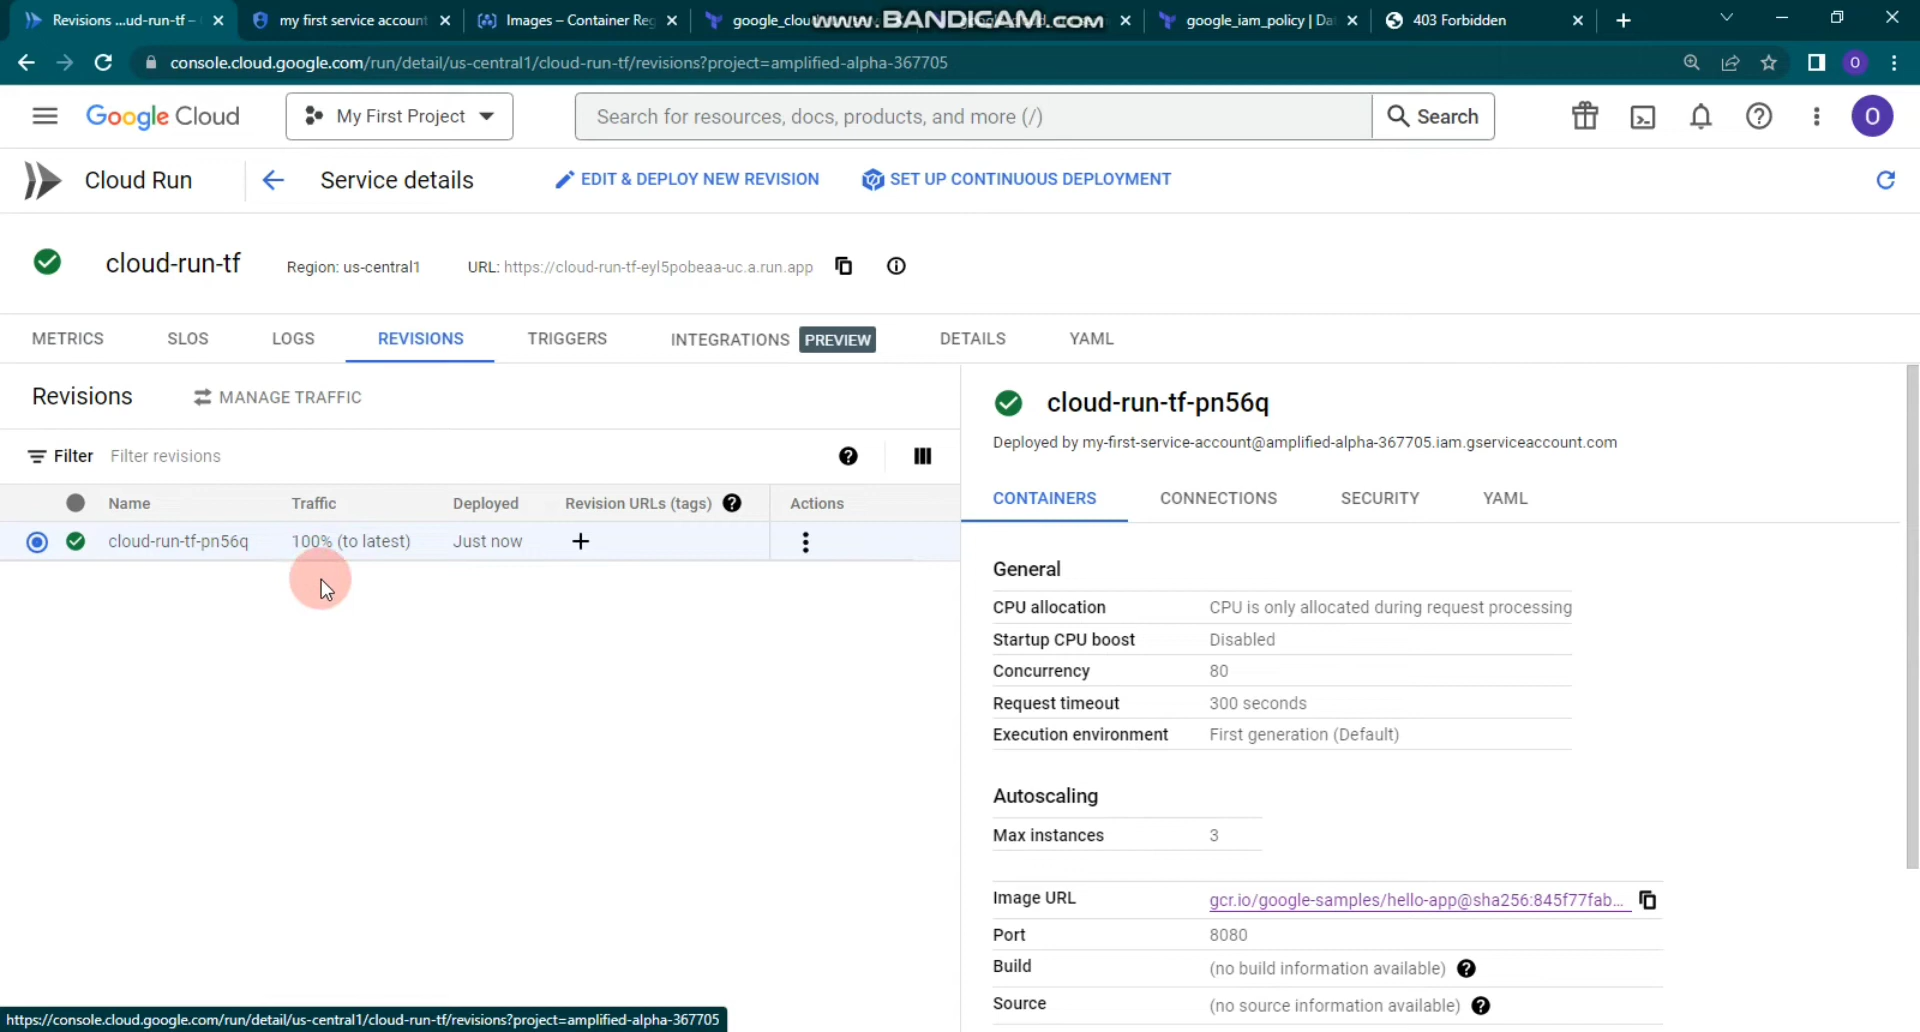 Revisions ...ud-run-tf –
my first service account
Images – Container Reg
google_clou
google_iam_policy | Da
403 Forbidden
www.BANDICAM.com
console.cloud.google.com/run/detail/us-central1/cloud-run-tf/revisions?project=amplified-alpha-367705
O
Google Cloud
My First Project
Search for resources, docs, products, and more (/)
Search
O
Cloud Run
Service details
EDIT & DEPLOY NEW REVISION
SET UP CONTINUOUS DEPLOYMENT
cloud-run-tf
Region: us-central1
URL: https://cloud-run-tf-eyl5pobeaa-uc.a.run.app
METRICS
SLOS
LOGS
REVISIONS
TRIGGERS
INTEGRATIONS PREVIEW
DETAILS
YAML
Revisions
MANAGE TRAFFIC
Filter Filter revisions
Name Traffic Deployed Revision URLs (tags) Actions
cloud-run-tf-pn56q 100% (to latest) Just now
cloud-run-tf-pn56q
Deployed by my-first-service-account@amplified-alpha-367705.iam.gserviceaccount.com
CONTAINERS
CONNECTIONS
SECURITY
YAML
General
CPU allocation CPU is only allocated during request processing
Startup CPU boost Disabled
Concurrency 80
Request timeout 300 seconds
Execution environment First generation (Default)
Autoscaling
Max instances 3
Image URL gcr.io/google-samples/hello-app@sha256:845f77fab...
Port 8080
Build (no build information available)
Source (no source information available)
https://console.cloud.google.com/run/detail/us-central1/cloud-run-tf/revisions?project=amplified-alpha-367705